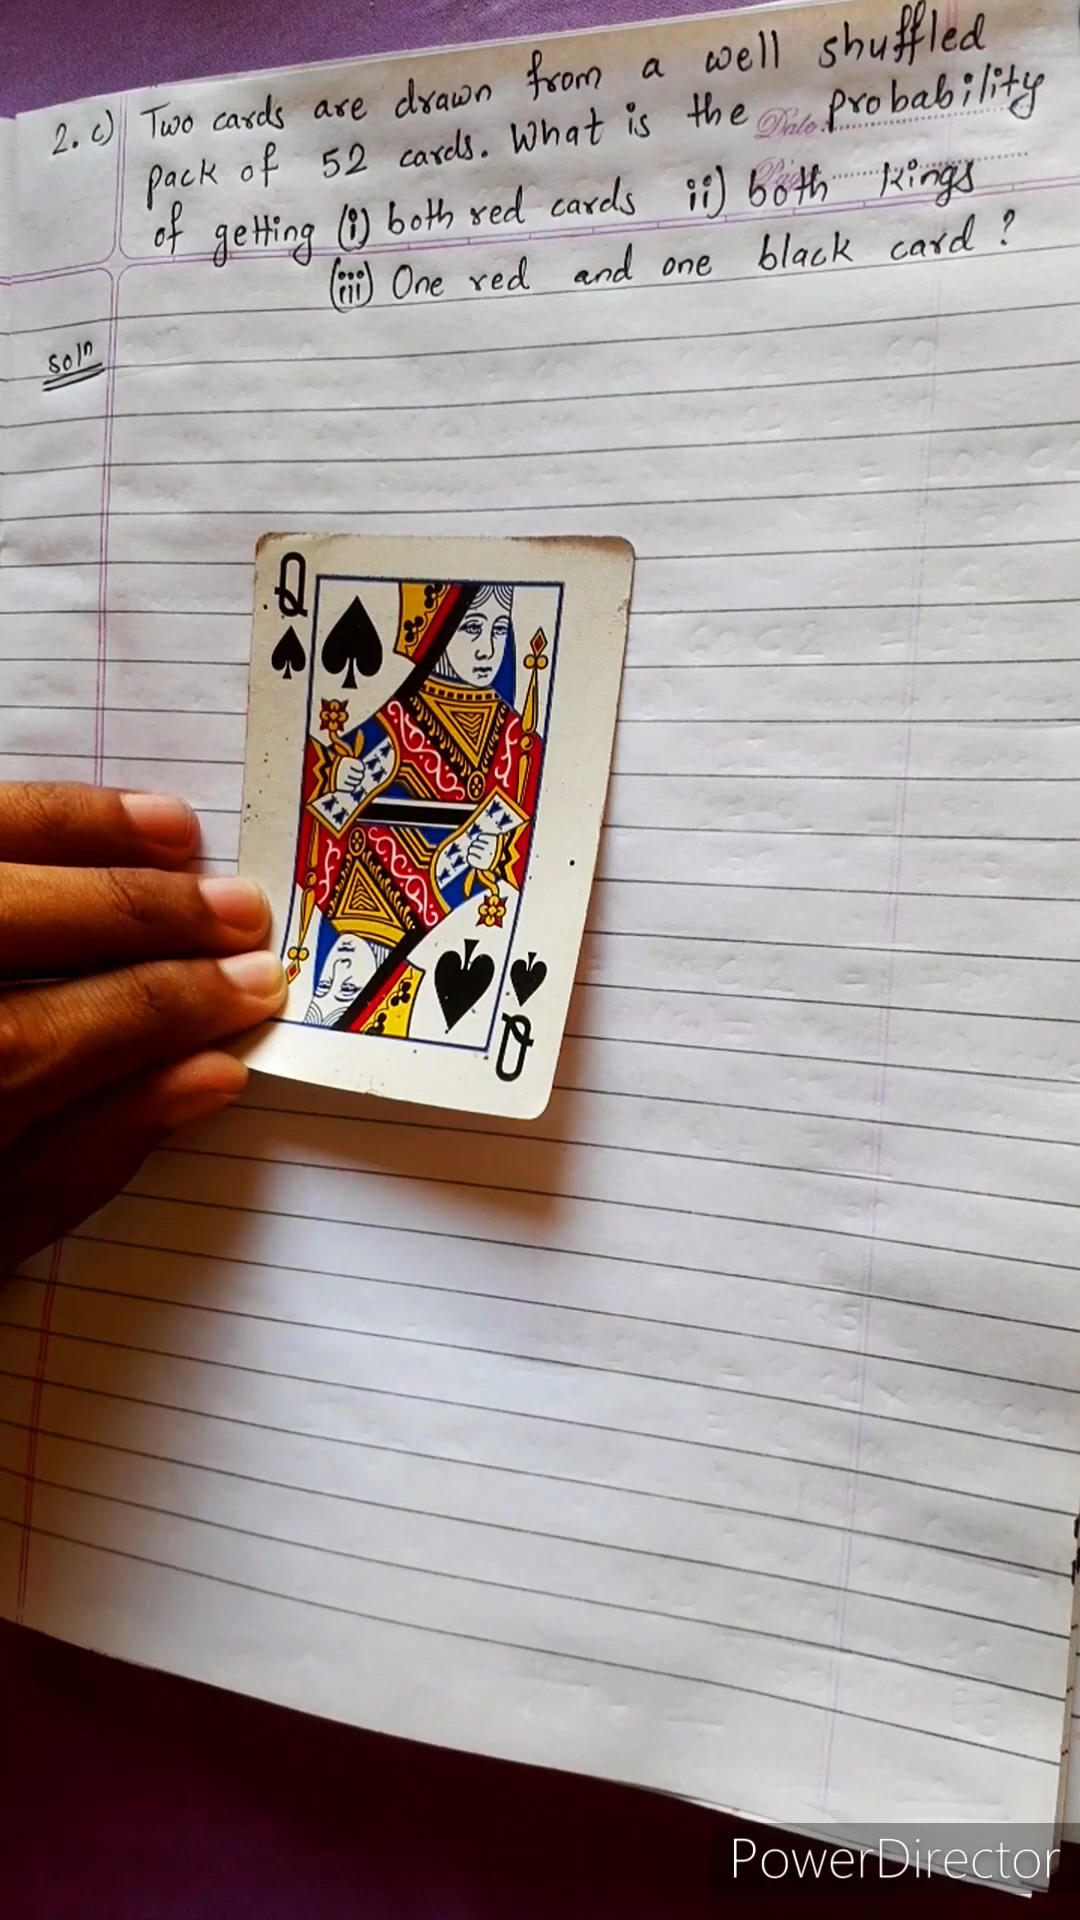 2. c) Two cards are drawn from a well shuffled
pack of 52 cards. What is the probability
of getting (i) both red cards ii) both kings
(iii) One red and one black card ?
Date
Soln
Q
Q
PowerDirector